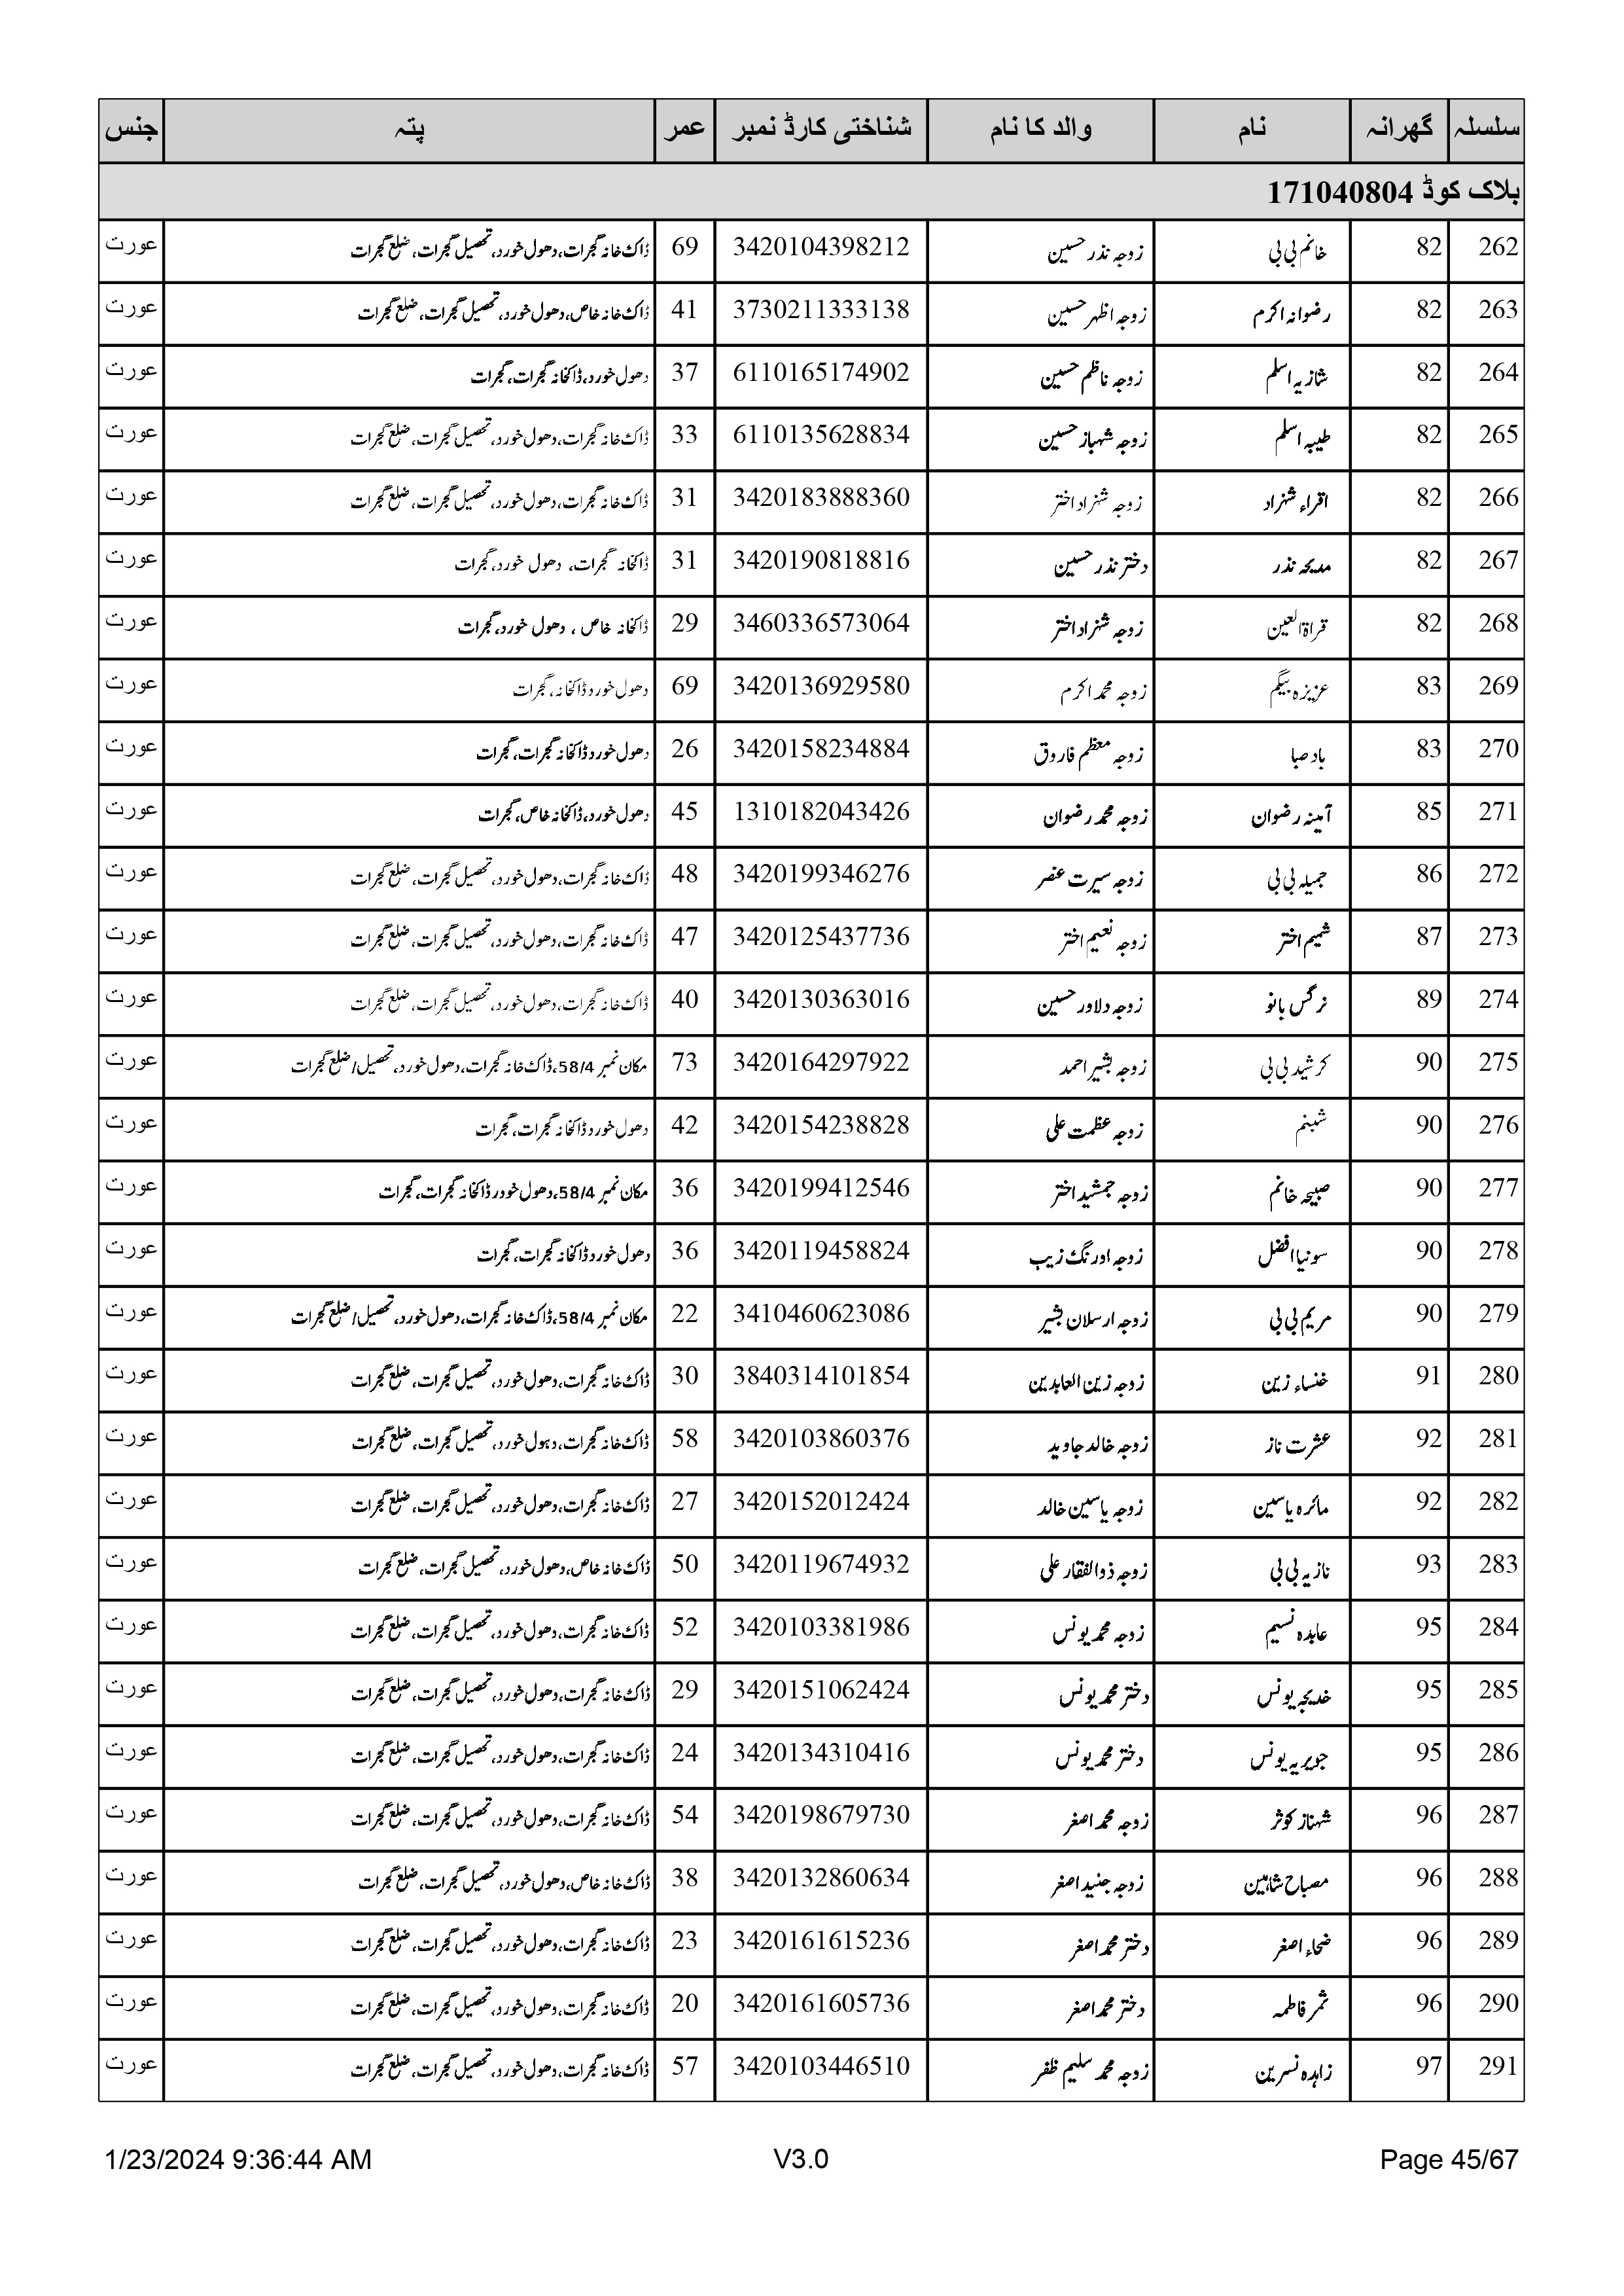 سلسلہ گھرانہ نام والد کا نام شناختی کارڈ نمبر عمر پتہ جنس
بلاک کوڈ 171040804
262 82 خانم بی بی زوجہ نذر حسین 3420104398212 69 ڈاک خانہ گجرات، دھول خورد، تحصیل گجرات، ضلع گجرات عورت
263 82 رضوانہ اکرم زوجہ اظہر حسین 3730211333138 41 ڈاک خانہ خاص، دھول خورد، تحصیل گجرات، ضلع گجرات عورت
264 82 شازیہ اسلم زوجہ ناظم حسین 6110165174902 37 دھول خورد، ڈاکخانہ گجرات، گجرات عورت
265 82 طیبہ اسلم زوجہ شہباز حسین 6110135628834 33 ڈاک خانہ گجرات، دھول خورد، تحصیل گجرات، ضلع گجرات عورت
266 82 اقراء شہزاد زوجہ شہزاد اختر 3420183888360 31 ڈاک خانہ گجرات، دھول خورد، تحصیل گجرات، ضلع گجرات عورت
267 82 مدیحہ نذر دختر نذر حسین 3420190818816 31 ڈاکخانہ گجرات، دھول خورد، گجرات عورت
268 82 قراۃالعین زوجہ شہزاد اختر 3460336573064 29 ڈاکخانہ خاص ، دھول خورد، گجرات عورت
269 83 عزیزہ بیگم زوجہ محمد اکرم 3420136929580 69 دھول خورد ڈاکخانہ، گجرات عورت
270 83 باد صبا زوجہ معظم فاروق 3420158234884 26 دھول خورد ڈاکخانہ گجرات، گجرات عورت
271 85 آمینہ رضوان زوجہ محمد رضوان 1310182043426 45 دھول خورد، ڈاکخانہ خاص، گجرات عورت
272 86 جمیلہ بی بی زوجہ سیرت عنصر 3420199346276 48 ڈاک خانہ گجرات، دھول خورد، تحصیل گجرات، ضلع گجرات عورت
273 87 شمیم اختر زوجہ نعیم اختر 3420125437736 47 ڈاک خانہ گجرات، دھول خورد، تحصیل گجرات، ضلع گجرات عورت
274 89 نرگس بانو زوجہ دلاور حسین 3420130363016 40 ڈاک خانہ گجرات، دھول خورد، تحصیل گجرات، ضلع گجرات عورت
275 90 کرشید بی بی زوجہ بشیر احمد 3420164297922 73 مکان نمبر 58/4، ڈاک خانہ گجرات، دھول خورد، تحصیل/ضلع گجرات عورت
276 90 شبنم زوجہ عظمت علی 3420154238828 42 دھول خورد ڈاکخانہ گجرات، گجرات عورت
277 90 صبیحہ خانم زوجہ جمشید اختر 3420199412546 36 مکان نمبر 58/4، دھول خودر ڈاکخانہ گجرات، گجرات عورت
278 90 سونیا افضل زوجہ اورنگ زیب 3420119458824 36 دھول خورد ڈاکخانہ گجرات، گجرات عورت
279 90 مریم بی بی زوجہ ارسلان بشیر 3410460623086 22 مکان نمبر 58/4، ڈاک خانہ گجرات، دھول خورد، تحصیل/ضلع گجرات عورت
280 91 خنساء زین زوجہ زین العابدین 3840314101854 30 ڈاک خانہ گجرات، دھول خورد، تحصیل گجرات، ضلع گجرات عورت
281 92 عشرت ناز زوجہ خالد جاوید 3420103860376 58 ڈاک خانہ گجرات، دہول خورد، تحصیل گجرات، ضلع گجرات عورت
282 92 مائرہ یاسین زوجہ یاسین خالد 3420152012424 27 ڈاک خانہ گجرات، دھول خورد، تحصیل گجرات، ضلع گجرات عورت
283 93 نازیہ بی بی زوجہ ذوالفقار علی 3420119674932 50 ڈاک خانہ خاص، دھول خورد، تحصیل گجرات، ضلع گجرات عورت
284 95 عابدہ نسیم زوجہ محمد یونس 3420103381986 52 ڈاک خانہ گجرات، دھول خورد، تحصیل گجرات، ضلع گجرات عورت
285 95 خدیجہ یونس دختر محمد یونس 3420151062424 29 ڈاک خانہ گجرات، دھول خورد، تحصیل گجرات، ضلع گجرات عورت
286 95 جویریہ یونس دختر محمد یونس 3420134310416 24 ڈاک خانہ گجرات، دھول خورد، تحصیل گجرات، ضلع گجرات عورت
287 96 شہناز کوثر زوجہ محمد اصغر 3420198679730 54 ڈاک خانہ گجرات، دھول خورد، تحصیل گجرات، ضلع گجرات عورت
288 96 مصباح شاہین زوجہ جنید اصغر 3420132860634 38 ڈاک خانہ خاص، دھول خورد، تحصیل گجرات، ضلع گجرات عورت
289 96 ضحاء اصغر دختر محمد اصغر 3420161615236 23 ڈاک خانہ گجرات، دھول خورد، تحصیل گجرات، ضلع گجرات عورت
290 96 ثمر فاطمہ دختر محمد اصغر 3420161605736 20 ڈاک خانہ گجرات، دھول خورد، تحصیل گجرات، ضلع گجرات عورت
291 97 زاہدہ نسرین زوجہ محمد سلیم ظفر 3420103446510 57 ڈاک خانہ گجرات، دھول خورد، تحصیل گجرات، ضلع گجرات عورت
1/23/2024 9:36:44 AM V3.0 Page 45/67